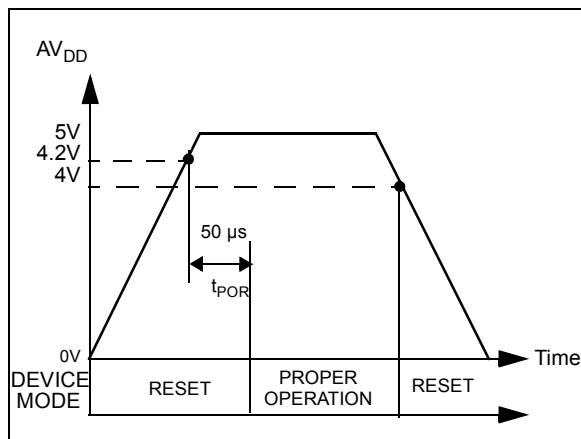 AVDD
5V
4.2V
4V
50 µs
tPOR
0V
Time
DEVICE
MODE
RESET
PROPER
OPERATION
RESET